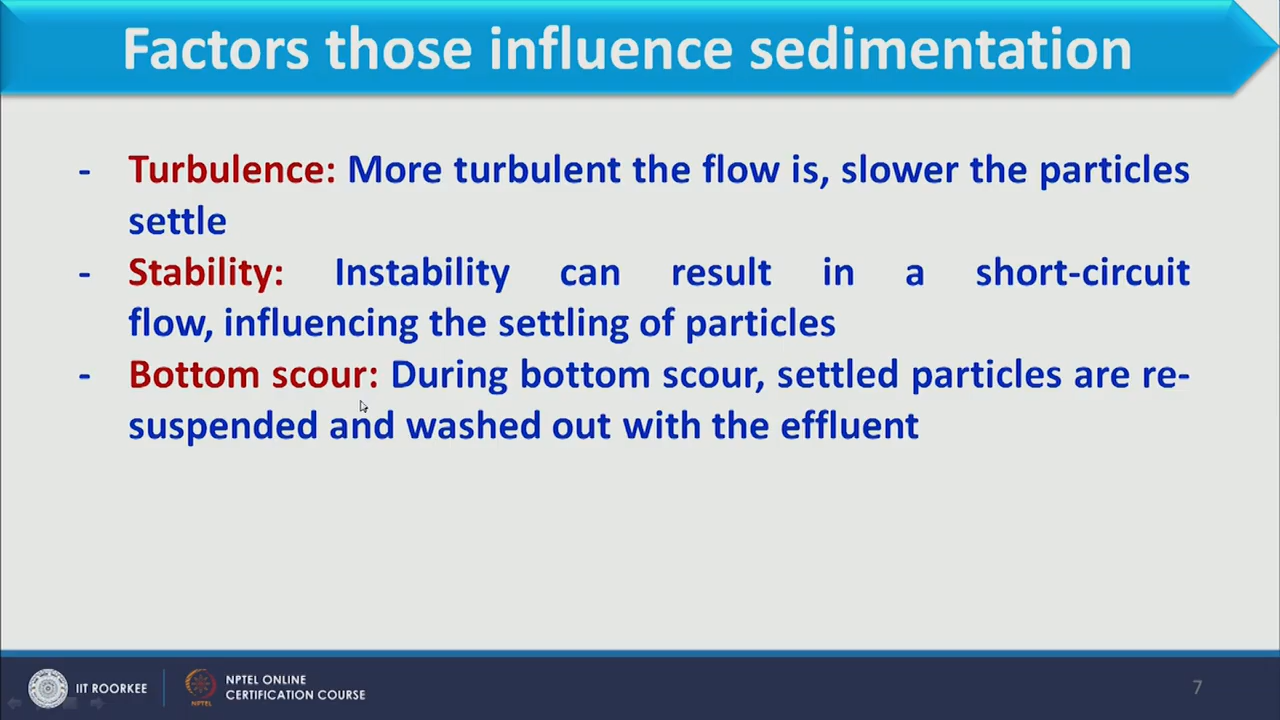 Factors those influence sedimentation
- Turbulence: More turbulent the flow is, slower the particles
settle
- Stability: Instability can result in a short-circuit
flow, influencing the settling of particles
- Bottom scour: During bottom scour, settled particles are re-
suspended and washed out with the effluent
IIT ROORKEE
NPTEL
NPTEL ONLINE
CERTIFICATION COURSE
7